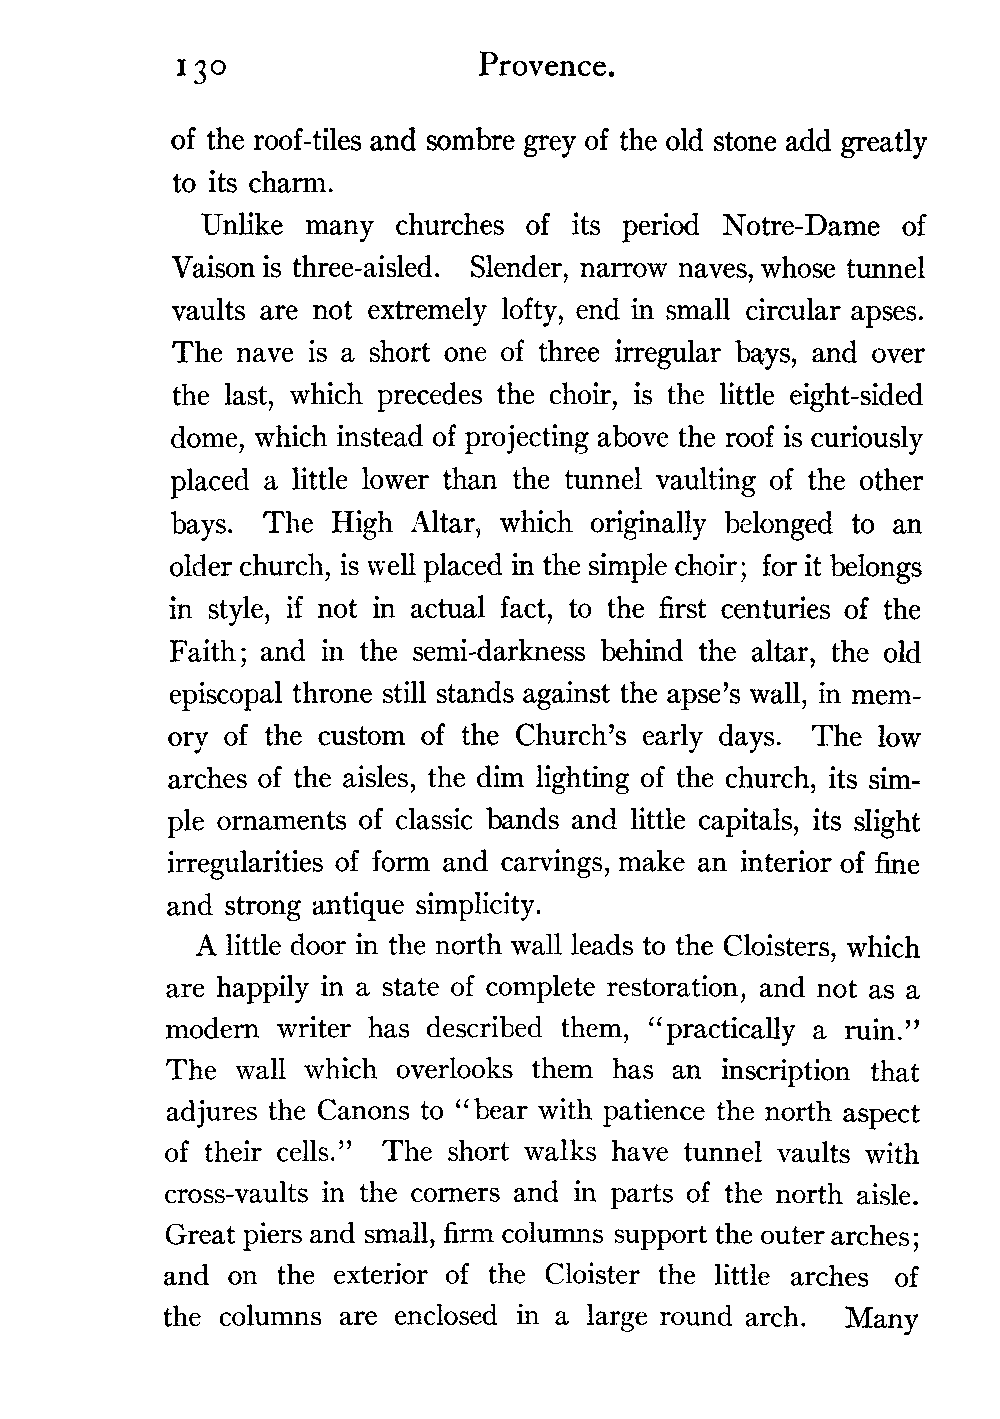 130 Provence.
of the roof-tiles and sombre grey of the old stone add greatly
to its charm.
Unlike many churches of its period Notre-Dame of
Vaison is three-aisled. Slender, narrow naves, whose tunnel
vaults are not extremely lofty, end in small circular apses.
The nave is a short one of three irregular bays, and over
the last, which precedes the choir, is the little eight-sided
dome, which instead of projecting above the roof is curiously
placed a little lower than the tunnel vaulting of the other
bays. The High Altar, which originally belonged to an
older church, is well placed in the simple choir; for it belongs
in style, if not in actual fact, to the first centuries of the
Faith; and in the semi-darkness behind the altar, the old
episcopal throne still stands against the apse's wall, in mem-
ory of the custom of the Church's early days. The low
arches of the aisles, the dim lighting of the church, its sim-
ple ornaments of classic bands and little capitals, its slight
irregularities of form and carvings, make an interior of fine
and strong antique simplicity.
A little door in the north wall leads to the Cloisters, which
are happily in a state of complete restoration, and not as a
modern writer has described them, "practically a ruin."
The wall which overlooks them has an inscription that
adjures the Canons to "bear with patience the north aspect
of their cells." The short walks have tunnel vaults with
cross-vaults in the corners and in parts of the north aisle.
Great piers and small, firm columns support the outer arches;
and on the exterior of the Cloister the little arches of
the columns are enclosed in a large round arch. Many